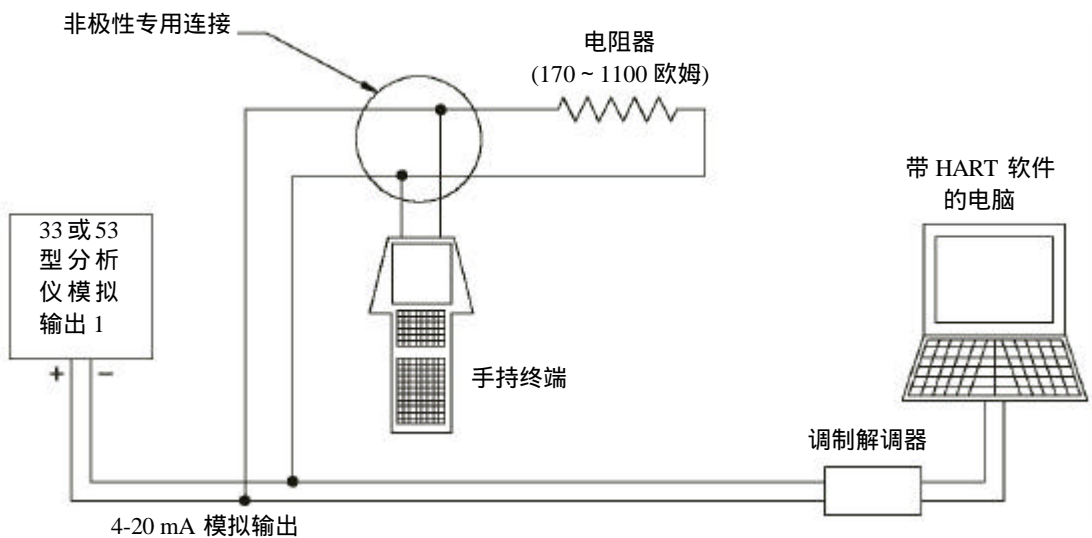 非极性专用连接
电阻器
(170 ~ 1100 欧姆)
带 HART 软件
的电脑
33 或 53
型分析
仪模拟
输出 1
+ −
手持终端
调制解调器
4-20 mA 模拟输出